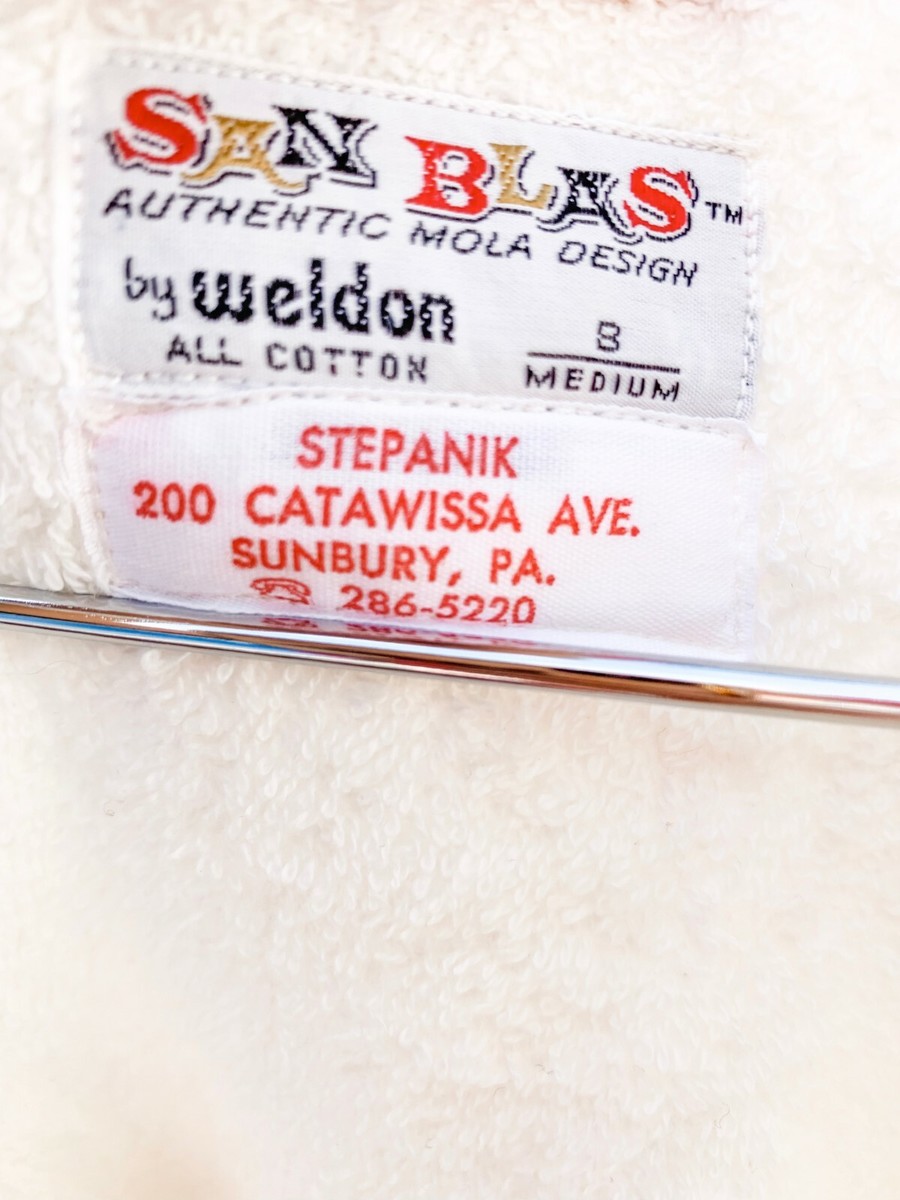 SAN BLAS™
AUTHENTIC MOLA DESIGN
by weldon
ALL COTTON
8
MEDIUM
STEPANIK
200 CATAWISSA AVE.
SUNBURY, PA.
☎ 286-5220